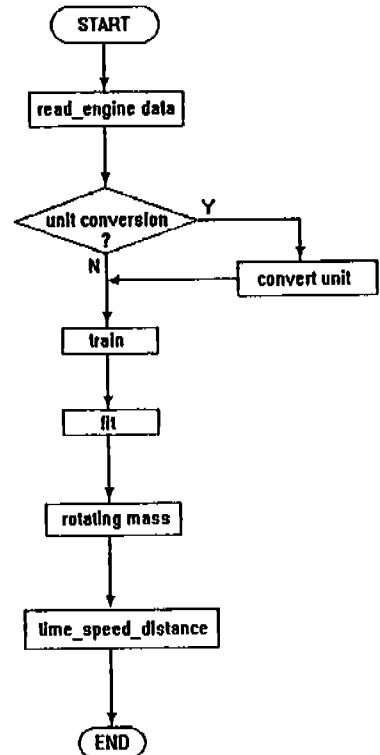 START
read_engine data
unit conversion
?
Y
N
convert unit
train
fit
rotating mass
time_speed_distance
END